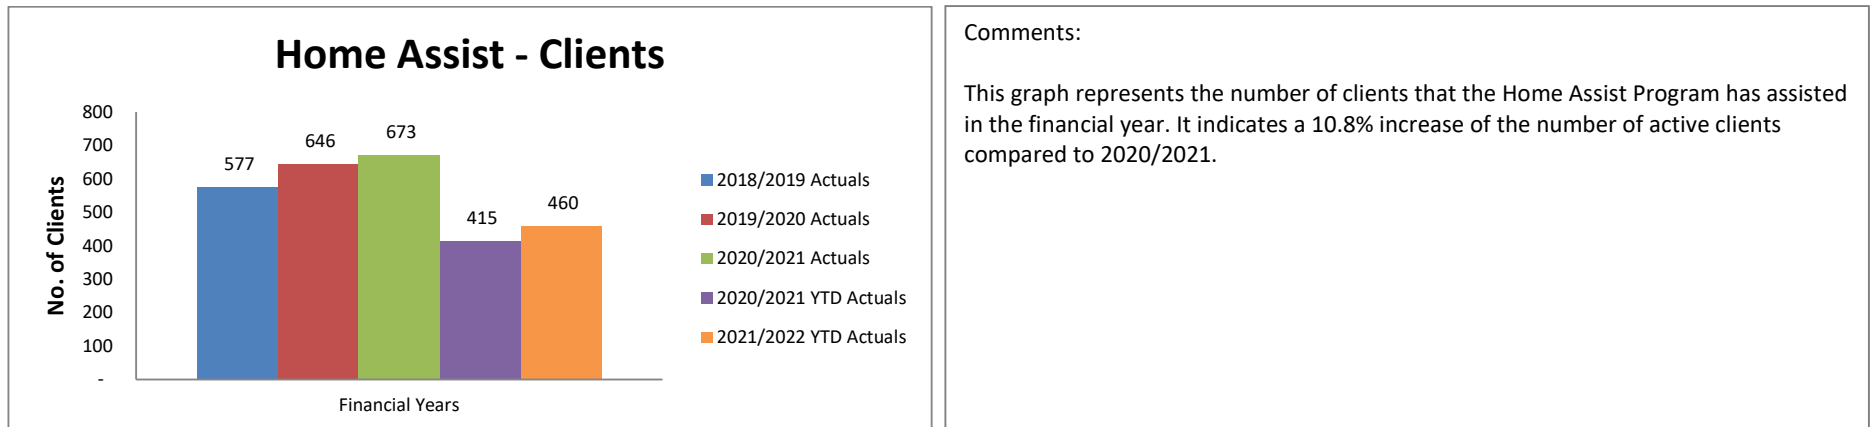 Home Assist - Clients
No. of Clients
800
700
600
500
400
300
200
100
-
577
646
673
415
460
Financial Years
2018/2019 Actuals
2019/2020 Actuals
2020/2021 Actuals
2020/2021 YTD Actuals
2021/2022 YTD Actuals
Comments:
This graph represents the number of clients that the Home Assist Program has assisted
in the financial year. It indicates a 10.8% increase of the number of active clients
compared to 2020/2021.